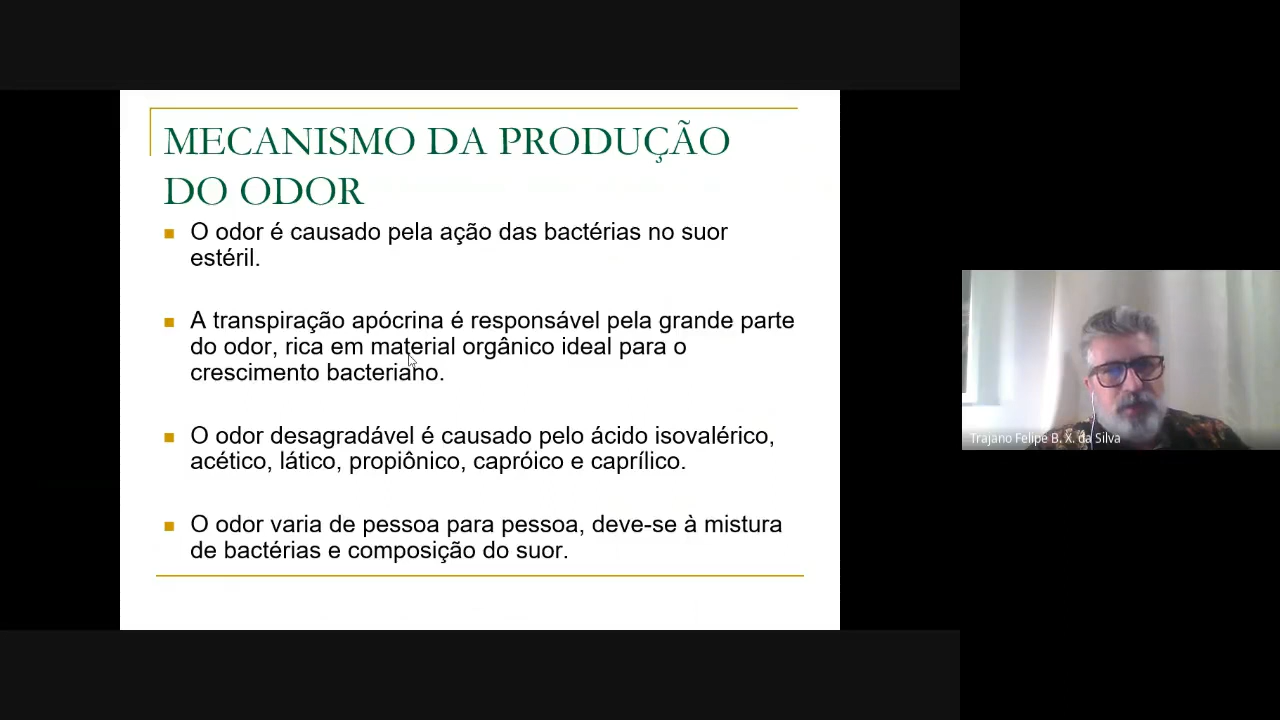 MECANISMO DA PRODUÇÃO
DO ODOR
O odor é causado pela ação das bactérias no suor
estéril.
A transpiração apócrina é responsável pela grande parte
do odor, rica em material orgânico ideal para o
crescimento bacteriano.
O odor desagradável é causado pelo ácido isovalérico,
acético, lático, propiônico, capróico e caprílico.
O odor varia de pessoa para pessoa, deve-se à mistura
de bactérias e composição do suor.
Trajano Felipe B. X. da Silva